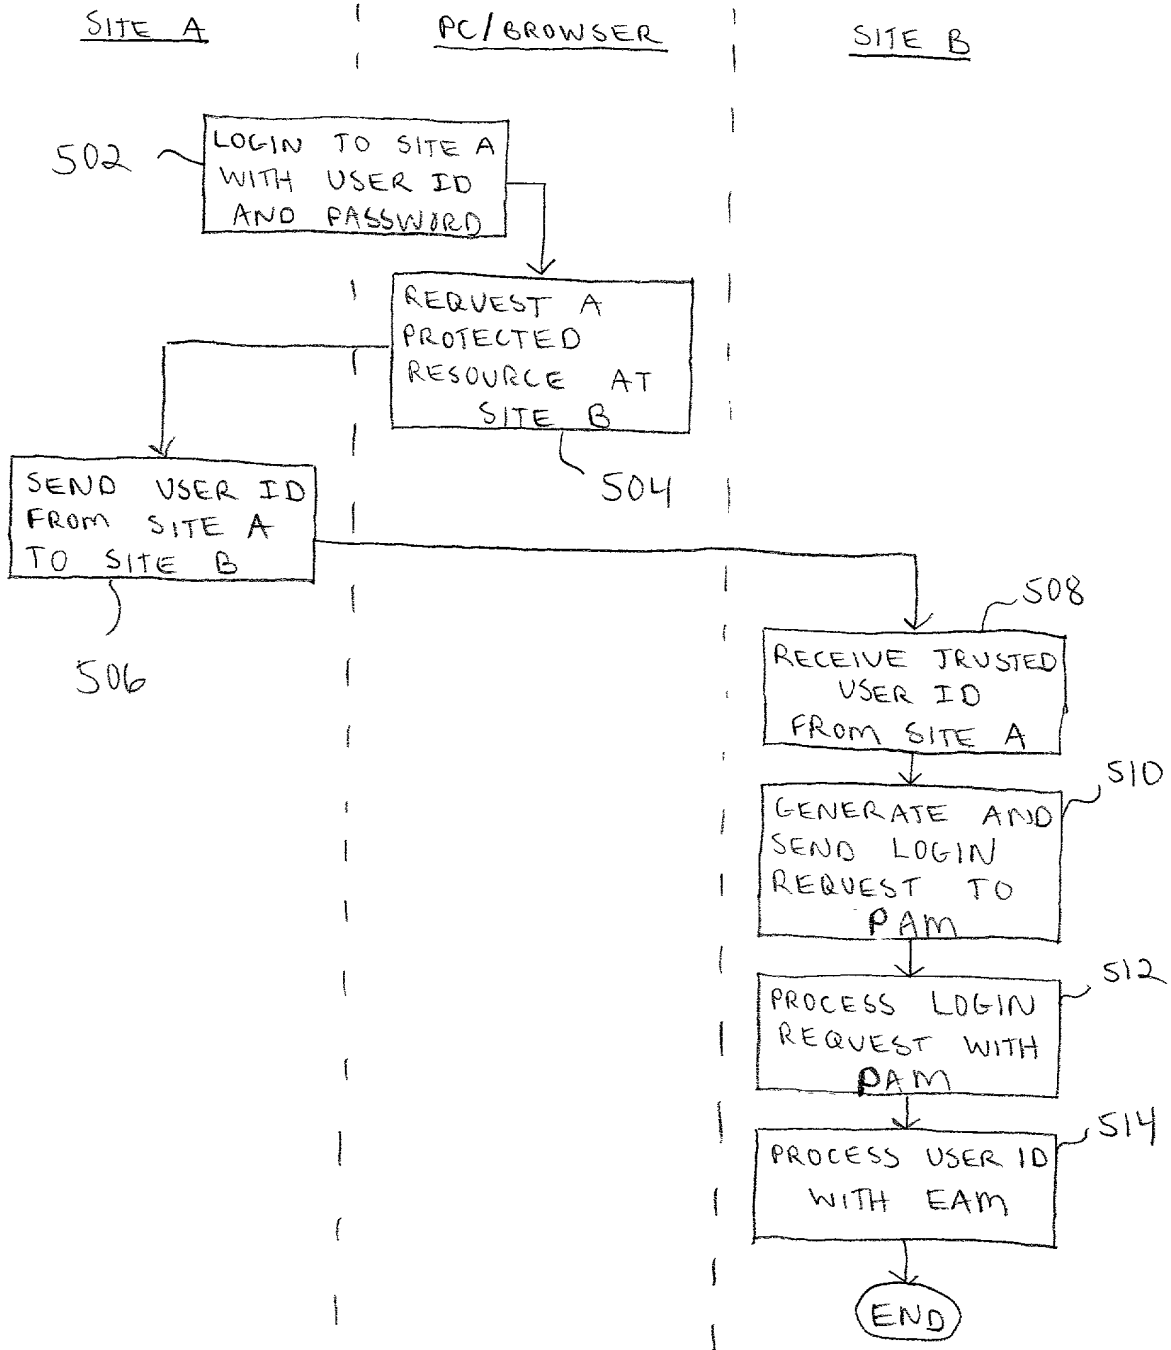 SITE A
PC/BROWSER
SITE B
502
LOGIN TO SITE A
WITH USER ID
AND PASSWORD
REQUEST A
PROTECTED
RESOURCE AT
SITE B
504
SEND USER ID
FROM SITE A
TO SITE B
506
508
RECEIVE TRUSTED
USER ID
FROM SITE A
510
GENERATE AND
SEND LOGIN
REQUEST TO
PAM
512
PROCESS LOGIN
REQUEST WITH
PAM
514
PROCESS USER ID
WITH EAM
END